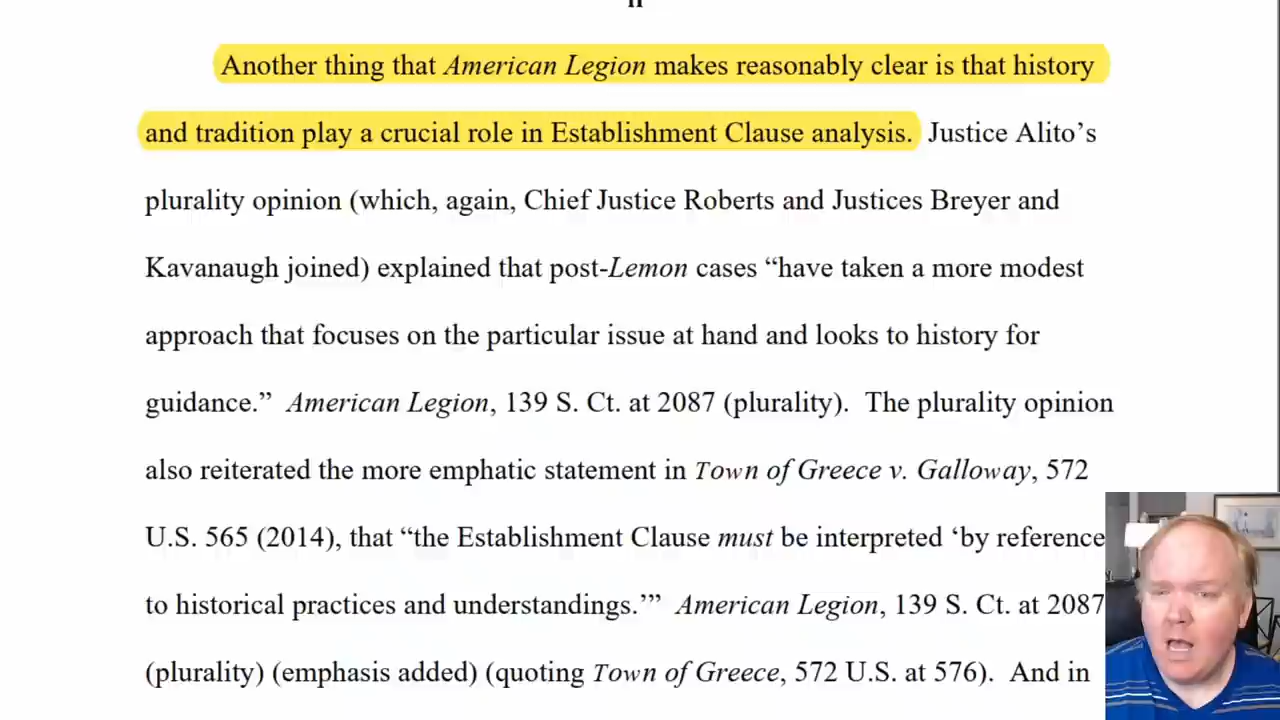 Another thing that American Legion makes reasonably clear is that history
and tradition play a crucial role in Establishment Clause analysis. Justice Alito’s
plurality opinion (which, again, Chief Justice Roberts and Justices Breyer and
Kavanaugh joined) explained that post-Lemon cases “have taken a more modest
approach that focuses on the particular issue at hand and looks to history for
guidance.” American Legion, 139 S. Ct. at 2087 (plurality). The plurality opinion
also reiterated the more emphatic statement in Town of Greece v. Galloway, 572
U.S. 565 (2014), that “the Establishment Clause must be interpreted ‘by reference
to historical practices and understandings.’” American Legion, 139 S. Ct. at 2087
(plurality) (emphasis added) (quoting Town of Greece, 572 U.S. at 576). And in